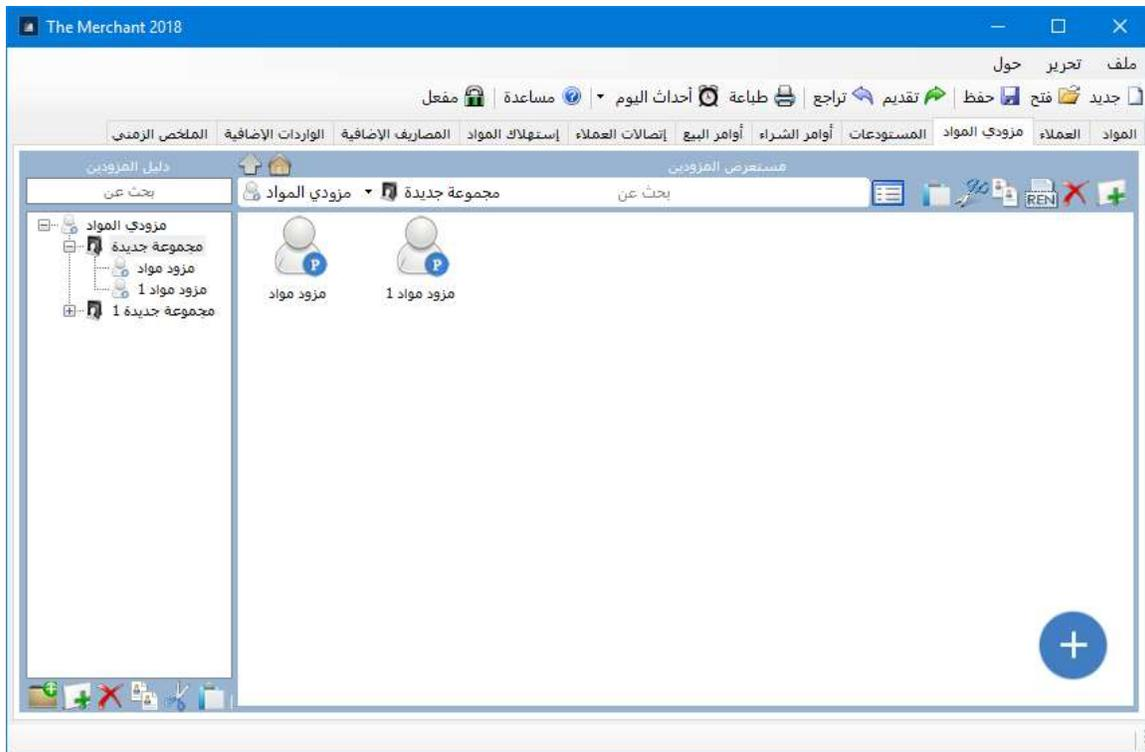 The Merchant 2018
ملف تحرير حول
جديد فتح حفظ تقديم تراجع طباعة أحداث اليوم مساعدة مفعل
المواد العملاء مزودي المواد المستودعات أوامر الشراء أوامر البيع إتصالات العملاء إستهلاك المواد المصاريف الإضافية الواردات الإضافية الملخص الزمني
مستعرض المزودين
دليل المزودين
REN
بحث عن
مجموعة جديدة مزودي المواد
بحث عن
مزود مواد 1
مزود مواد
P
P
مزودي المواد
مجموعة جديدة
مزود مواد
مزود مواد 1
مجموعة جديدة 1